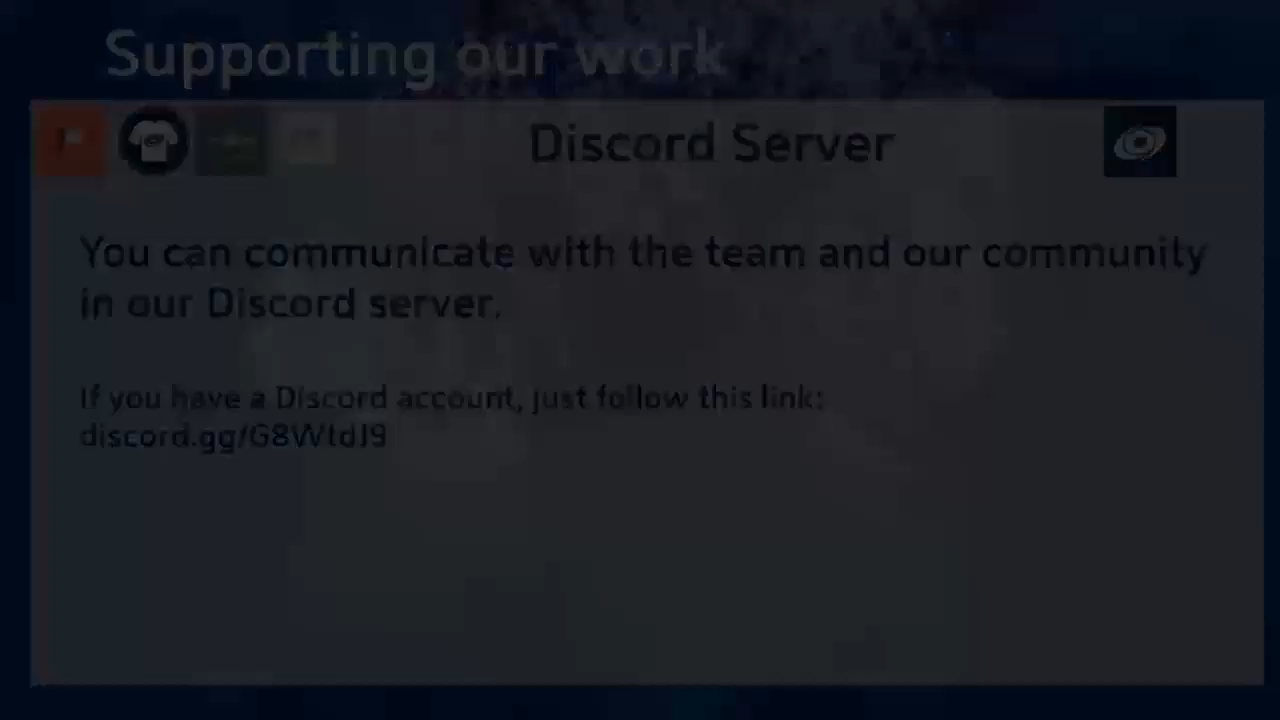 Supporting our work
Discord Server
You can communicate with the team and our community
in our Discord server.
If you have a Discord account, just follow this link:
discord.gg/G8WtdJ9